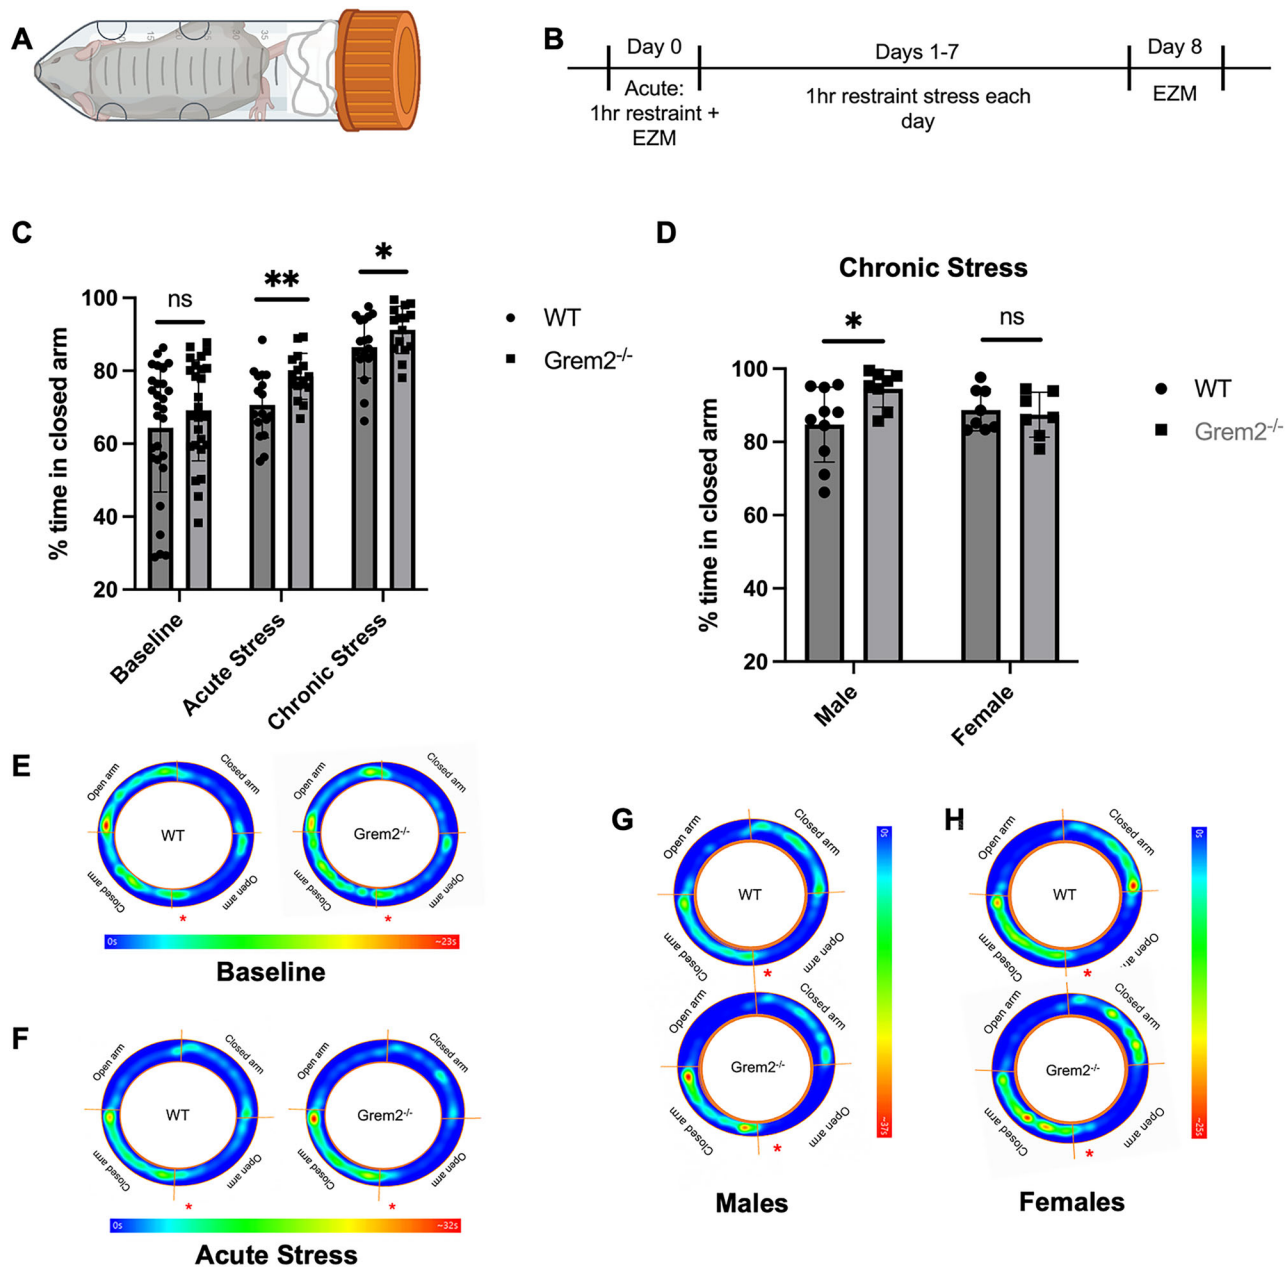 A
15
25
35
B
Day 0
Days 1-7
Day 8
Acute:
1hr restraint +
EZM
1hr restraint stress each
day
EZM
C
% time in closed arm
100
80
60
40
20
ns
**
*
Baseline
Acute Stress
Chronic Stress
WT
Grem2-/-
D
Chronic Stress
% time in closed arm
100
80
60
40
20
*
ns
Male
Female
WT
Grem2-/-
E
Open arm
Closed arm
WT
Closed arm
Open arm
*
Open arm
Closed arm
Grem2-/-
Closed arm
Open arm
*
0s
~23s
Baseline
F
Open arm
Closed arm
WT
Closed arm
Open arm
*
Open arm
Closed arm
Grem2-/-
Closed arm
Open arm
*
0s
~32s
Acute Stress
G
Open arm
Closed arm
WT
Closed arm
Open arm
*
Open arm
Closed arm
Grem2-/-
Closed arm
Open arm
*
0s
~37s
Males
H
Open arm
Closed arm
WT
Closed arm
Open a...
*
Open arm
Closed arm
Grem2-/-
Closed arm
Open arm
*
0s
~25s
Females